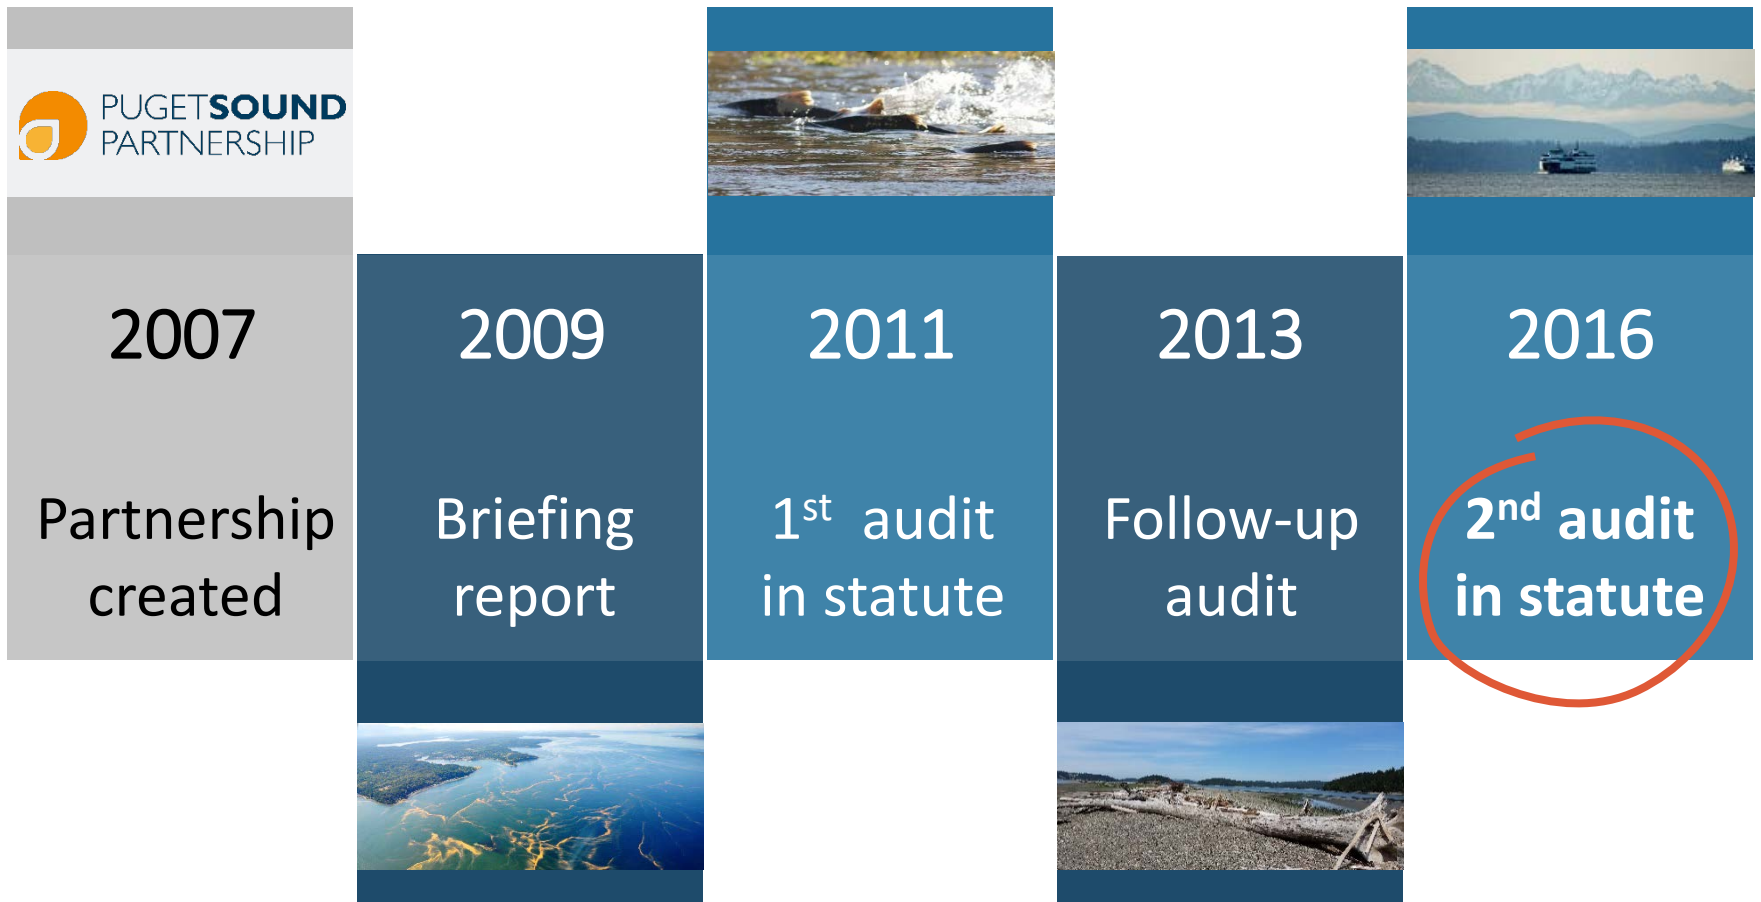 PUGETSOUND
PARTNERSHIP
2007
Partnership
created
2009
Briefing
report
2011
1st audit
in statute
2013
Follow-up
audit
2016
2nd audit
in statute